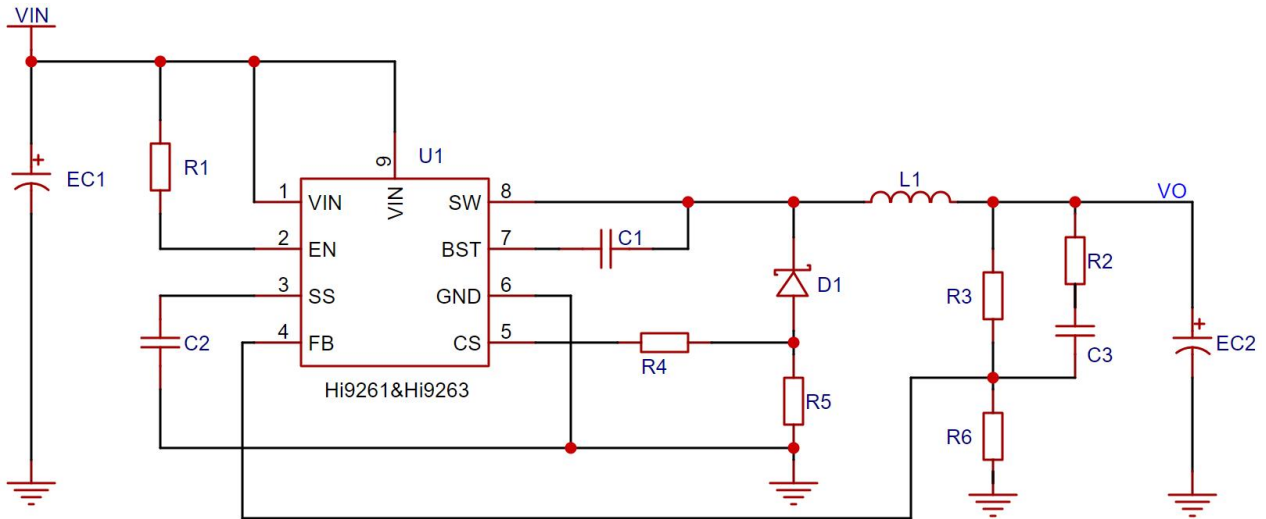 VIN
9
U1
R1
EC1
VIN
1
VIN
SW
8
L1
VO
2
EN
BST
7
C1
R2
3
SS
GND
6
D1
R3
C2
4
FB
CS
5
R4
C3
EC2
Hi9261&Hi9263
R5
R6